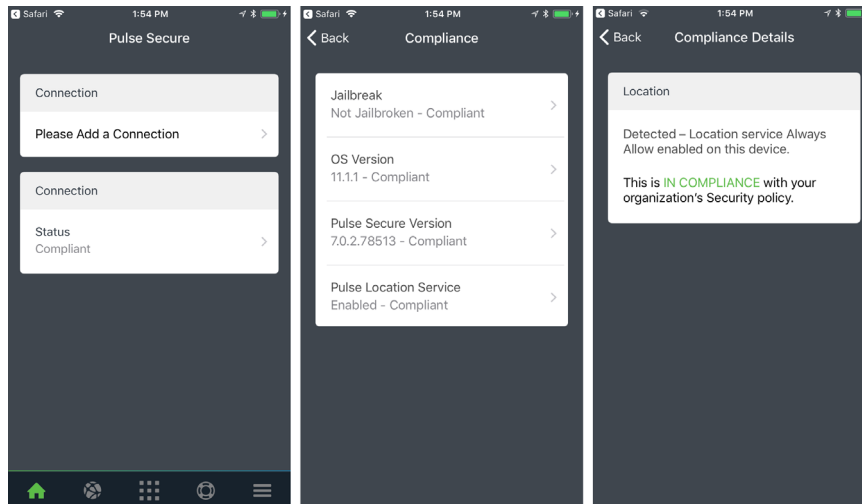 Safari
1:54 PM
Pulse Secure
Connection
Please Add a Connection
Connection
Status
Compliant
Safari
1:54 PM
Back
Compliance
Jailbreak
Not Jailbroken - Compliant
OS Version
11.1.1 - Compliant
Pulse Secure Version
7.0.2.78513 - Compliant
Pulse Location Service
Enabled - Compliant
Safari
1:54 PM
Back
Compliance Details
Location
Detected – Location service Always
Allow enabled on this device.
This is IN COMPLIANCE with your
organization's Security policy.